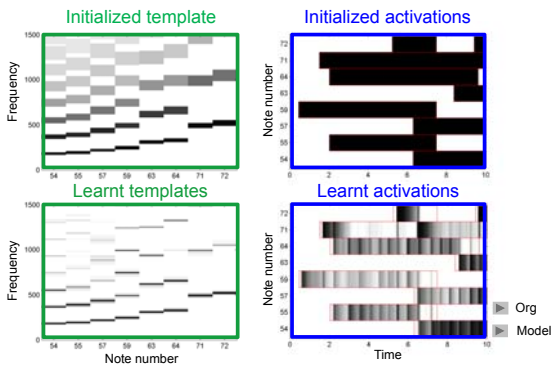 Initialized template
Initialized activations
Frequency
1500
1000
500
0
54 55 57 59 63 64 71 72
Note number
72
71
64
63
59
57
55
54
0 2 4 6 8 10
Learnt templates
Learnt activations
Frequency
1500
1000
500
0
54 55 57 59 63 64 71 72
Note number
Note number
72
71
64
63
59
57
55
54
0 2 4 6 8 10
Time
Org
Model